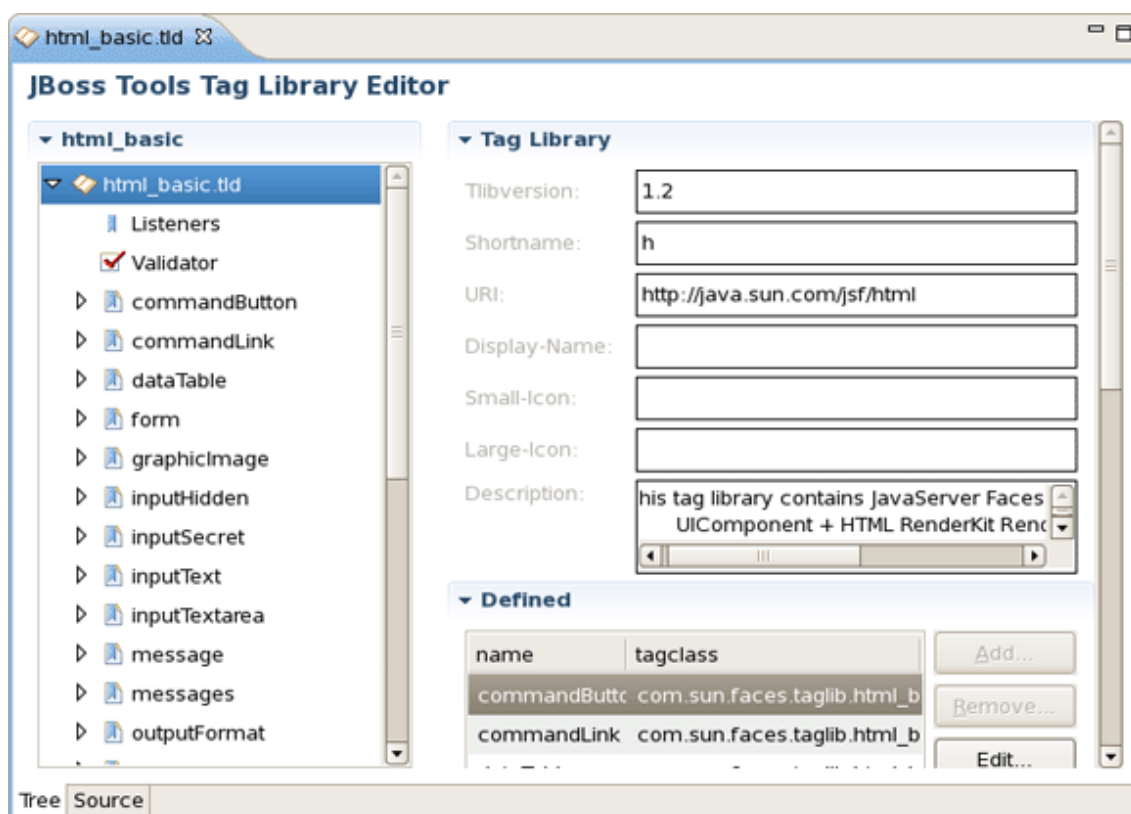 html_basic.tld
JBoss Tools Tag Library Editor
html_basic
html_basic.tld
Listeners
Validator
commandButton
commandLink
dataTable
form
graphicImage
inputHidden
inputSecret
inputText
inputTextarea
message
messages
outputFormat
Tag Library
Tlibversion: 1.2
Shortname: h
URI: http://java.sun.com/jsf/html
Display-Name:
Small-Icon:
Large-Icon:
Description: his tag library contains JavaServer Faces
UIComponent + HTML RenderKit Renc
Defined
name tagclass
commandButtc com.sun.faces.taglib.html_b
commandLink com.sun.faces.taglib.html_b
Add...
Remove...
Edit...
Tree Source